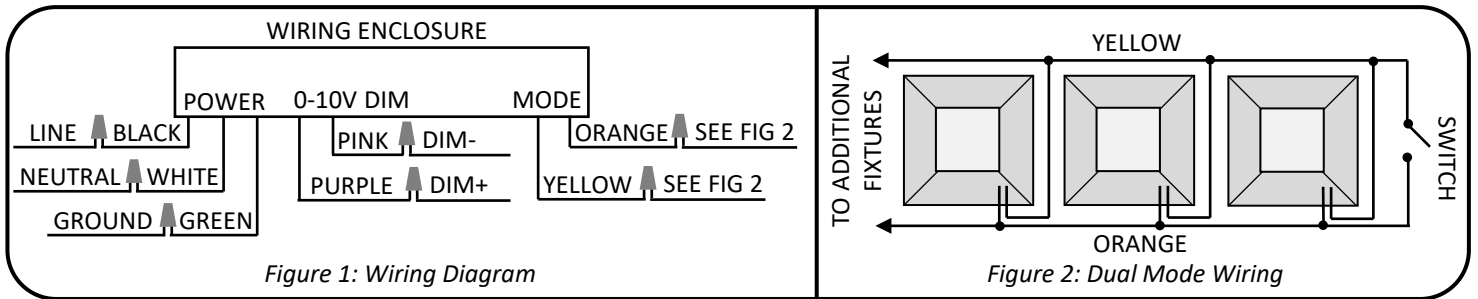 WIRING ENCLOSURE
POWER 0-10V DIM MODE
LINE BLACK PINK DIM- ORANGE SEE FIG 2
NEUTRAL WHITE PURPLE DIM+ YELLOW SEE FIG 2
GROUND GREEN
Figure 1: Wiring Diagram
YELLOW
TO ADDITIONAL
FIXTURES
SWITCH
ORANGE
Figure 2: Dual Mode Wiring